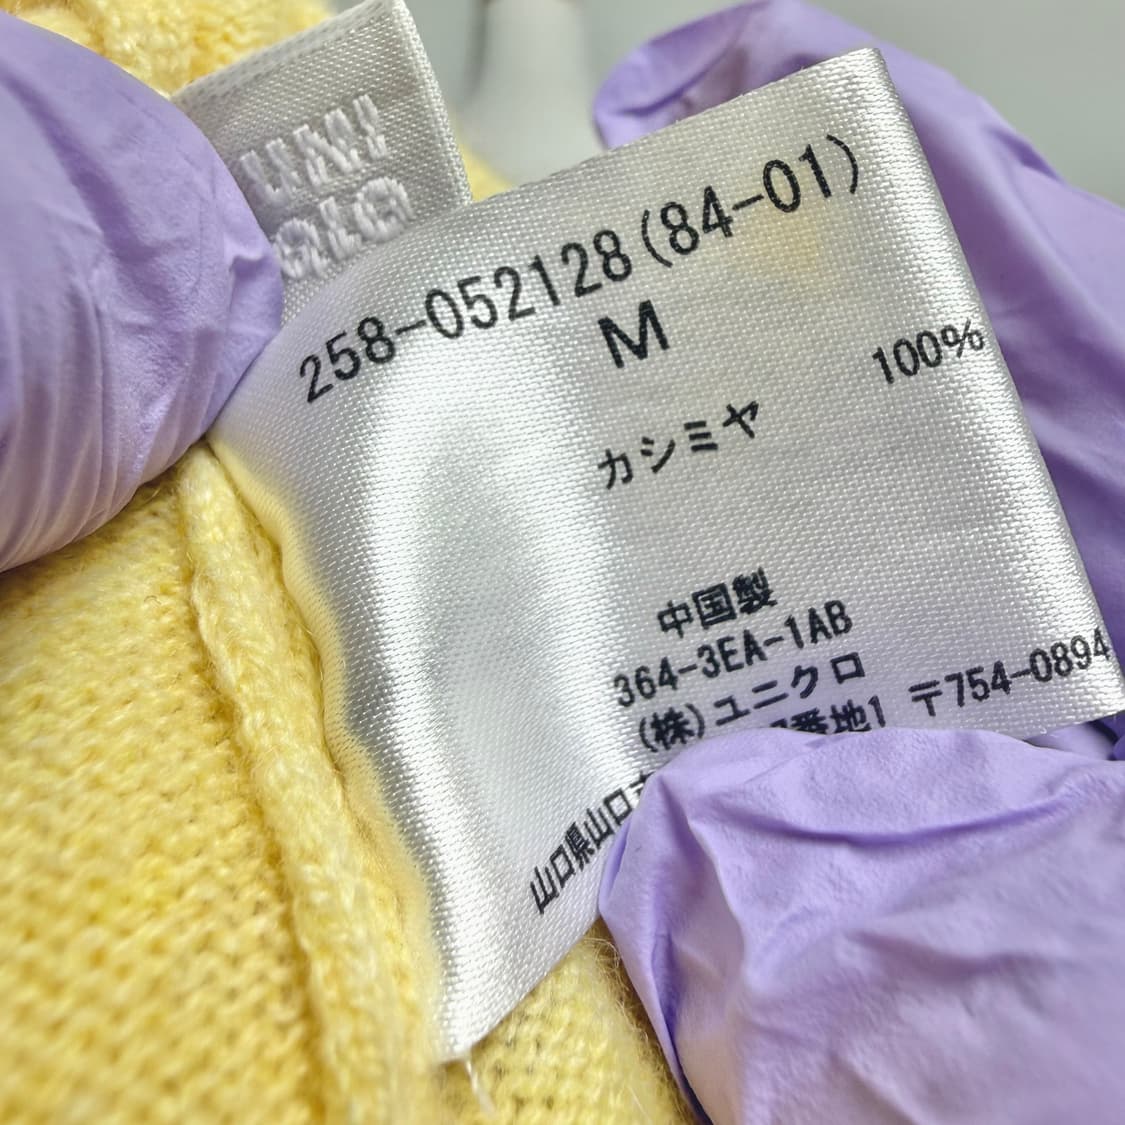 UNI
QLO
258-052128(84-01)
M
カシミヤ 100%
中国製
364-3EA-1AB
(株)ユニクロ
山口県山口 番地1 〒754-0894